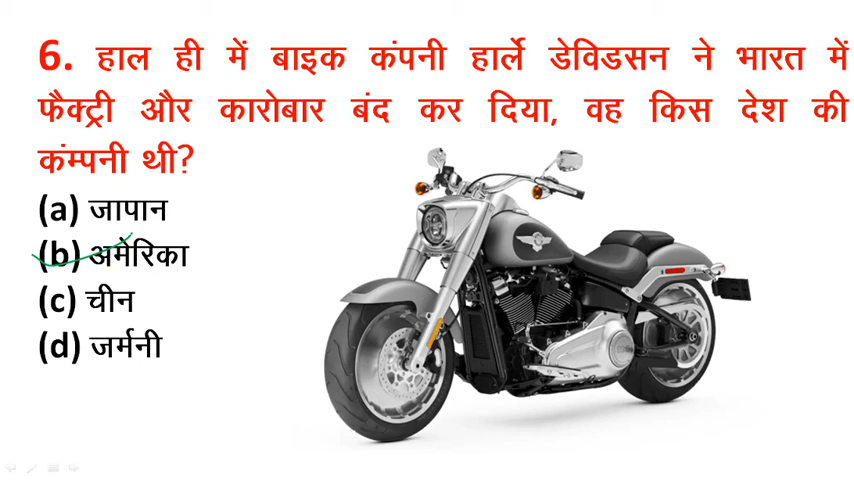 6. हाल ही में बाइक कंपनी हार्ले डेविडसन ने भारत में
फैक्ट्री और कारोबार बंद कर दिया, वह किस देश की
कंम्पनी थी?
(a) जापान
(b) अमेरिका
(c) चीन
(d) जर्मनी